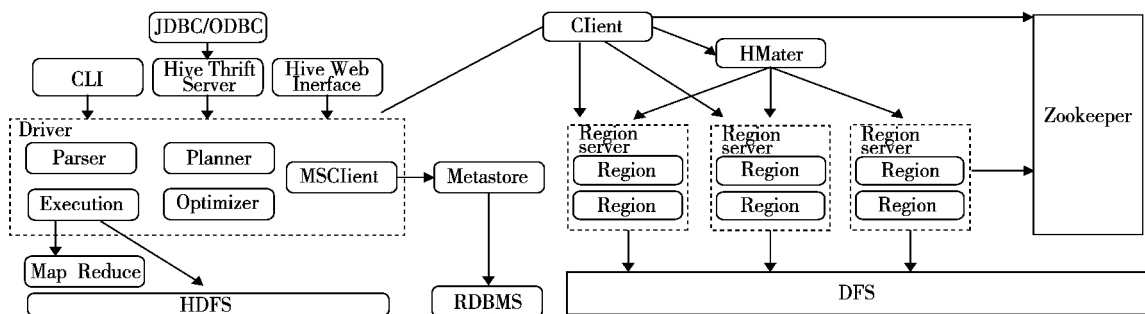 JDBC/ODBC
CLI
Hive Thrift
Server
Hive Web
Inerface
Driver
Parser
Planner
MSClient
Metastore
Execution
Optimizer
Map Reduce
HDFS
RDBMS
Client
HMater
Zookeeper
Region
server
Region
Region
Region
server
Region
Region
Region
server
Region
Region
DFS